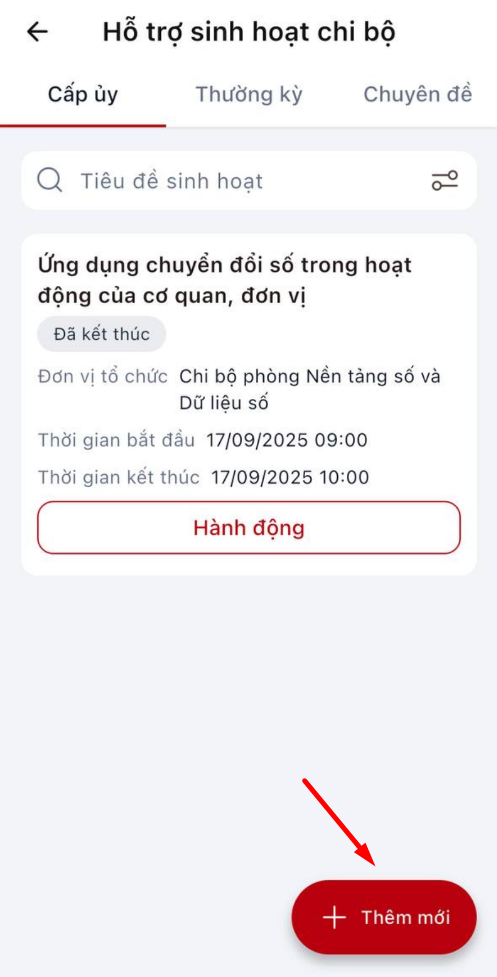 Hỗ trợ sinh hoạt chi bộ
Cấp ủy Thường kỳ Chuyên đề
Tiêu đề sinh hoạt
Ứng dụng chuyển đổi số trong hoạt
động của cơ quan, đơn vị
Đã kết thúc
Đơn vị tổ chức Chi bộ phòng Nền tảng số và
Dữ liệu số
Thời gian bắt đầu 17/09/2025 09:00
Thời gian kết thúc 17/09/2025 10:00
Hành động
Thêm mới